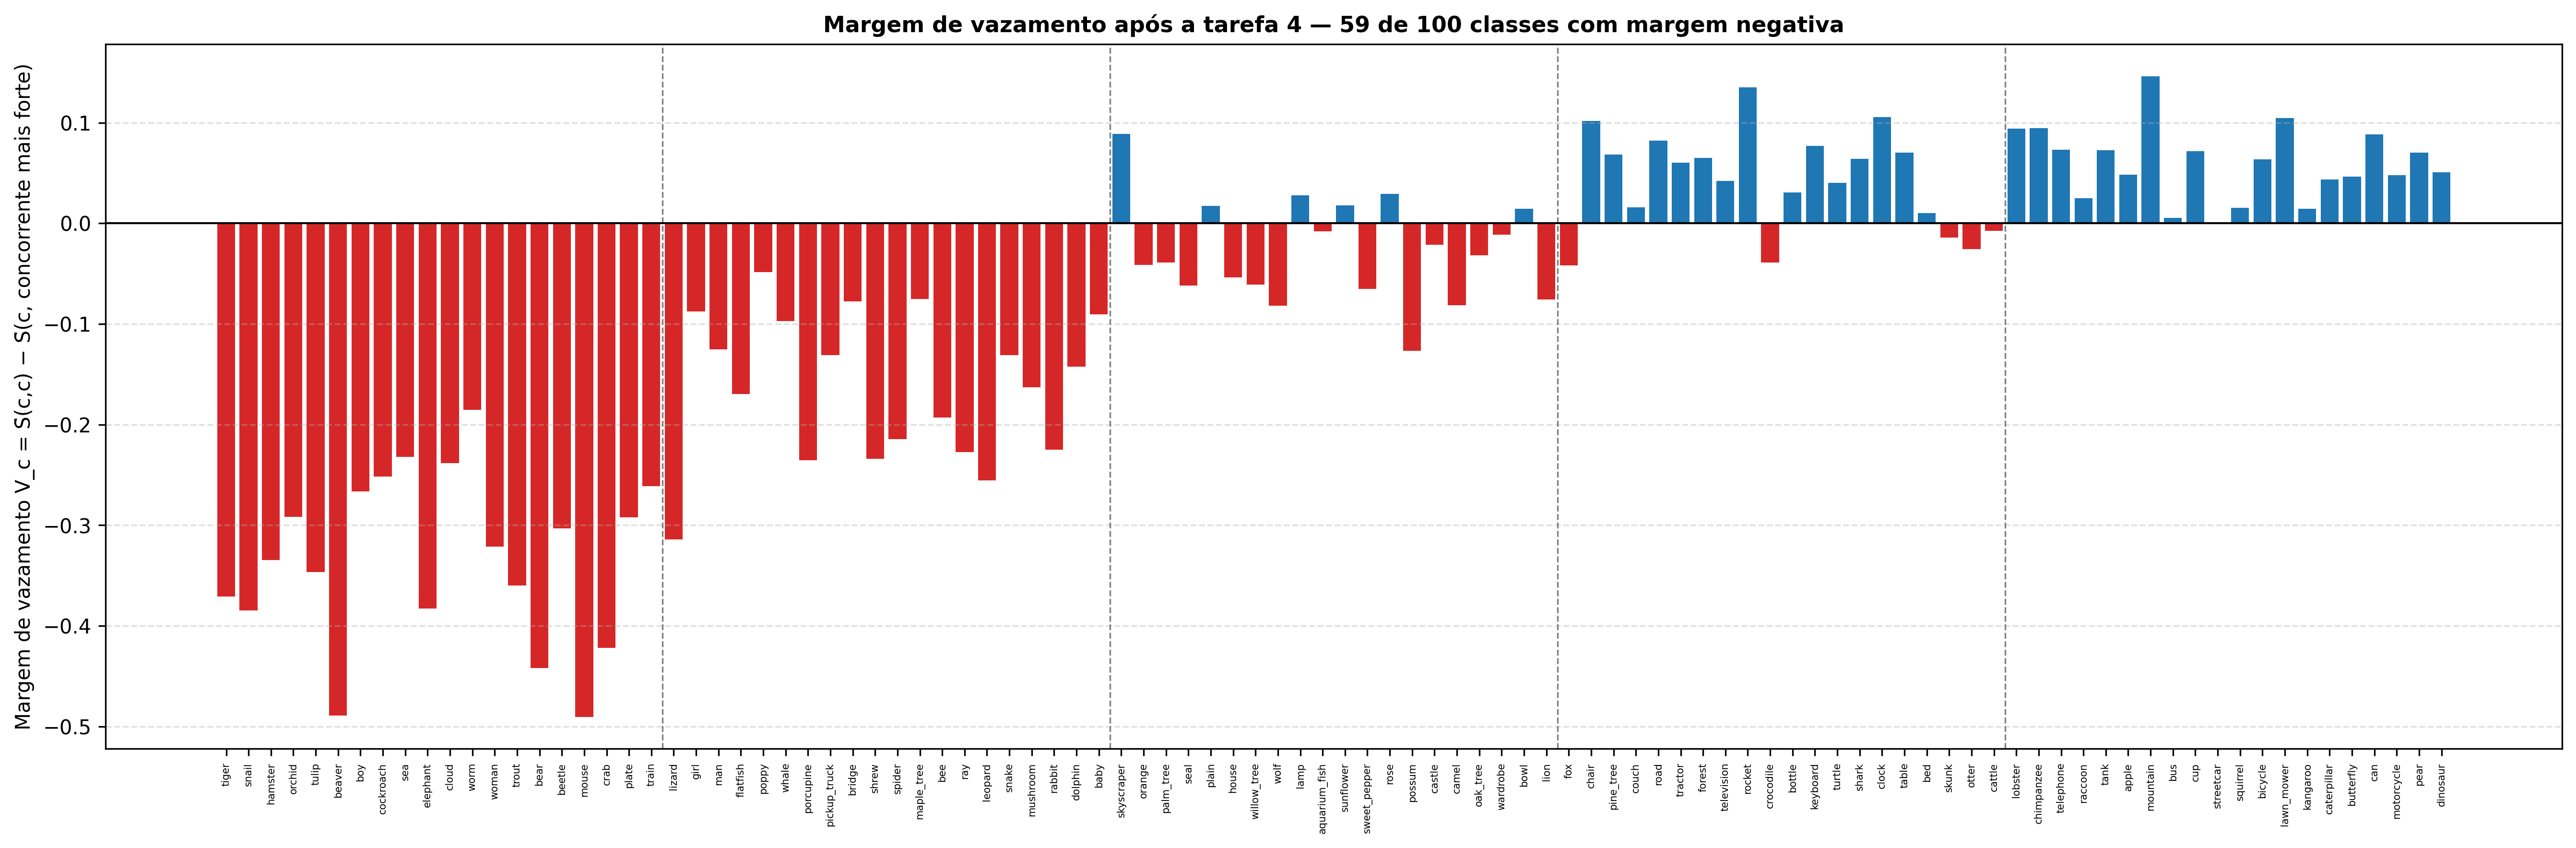 Margem de vazamento após a tarefa 4 — 59 de 100 classes com margem negativa
Margem de vazamento V_c = S(c,c) − S(c, concorrente mais forte)
0.1
0.0
−0.1
−0.2
−0.3
−0.4
−0.5
tiger
snail
hamster
orchid
tulip
beaver
boy
cockroach
sea
elephant
cloud
worm
woman
trout
bear
beetle
mouse
crab
plate
train
lizard
girl
man
flatfish
poppy
whale
porcupine
pickup_truck
bridge
shrew
spider
maple_tree
bee
ray
leopard
snake
mushroom
rabbit
dolphin
baby
skyscraper
orange
palm_tree
seal
plain
house
willow_tree
wolf
lamp
aquarium_fish
sunflower
sweet_pepper
rose
possum
castle
camel
oak_tree
wardrobe
bowl
lion
fox
chair
pine_tree
couch
road
tractor
forest
television
rocket
crocodile
bottle
keyboard
turtle
shark
clock
table
bed
skunk
otter
cattle
lobster
chimpanzee
telephone
raccoon
tank
apple
mountain
bus
cup
streetcar
squirrel
bicycle
lawn_mower
kangaroo
caterpillar
butterfly
can
motorcycle
pear
dinosaur